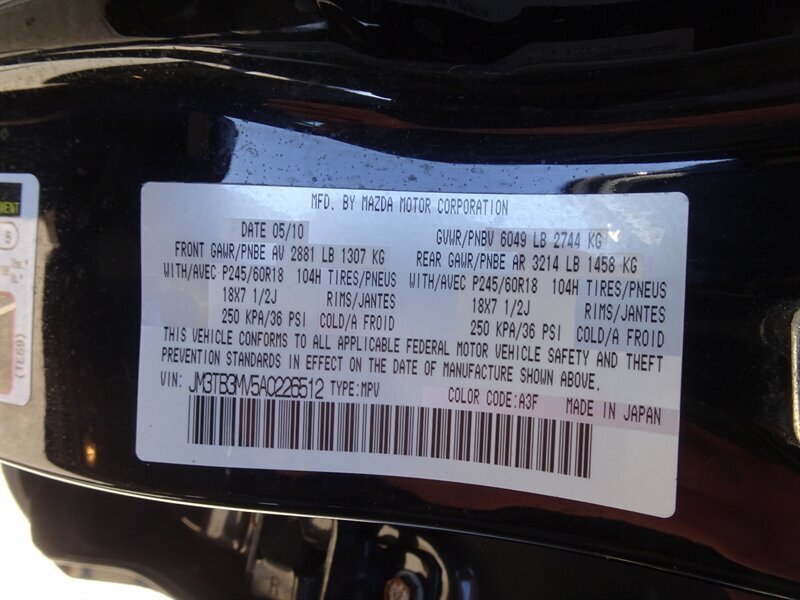 MFD. BY MAZDA MOTOR CORPORATION
DATE 05/10 GVWR/PNBV 6049 LB 2744 KG
FRONT GAWR/PNBE AV 2881 LB 1307 KG REAR GAWR/PNBE AR 3214 LB 1458 KG
WITH/AVEC P245/60R18 104H TIRES/PNEUS WITH/AVEC P245/60R18 104H TIRES/PNEUS
18X7 1/2J RIMS/JANTES 18X7 1/2J RIMS/JANTES
250 KPA/36 PSI COLD/A FROID 250 KPA/36 PSI COLD/A FROID
THIS VEHICLE CONFORMS TO ALL APPLICABLE FEDERAL MOTOR VEHICLE SAFETY AND THEFT
PREVENTION STANDARDS IN EFFECT ON THE DATE OF MANUFACTURE SHOWN ABOVE.
VIN: JM3TB3MV5A0226512 TYPE:MPV COLOR CODE:A3F MADE IN JAPAN
(TE69)
R